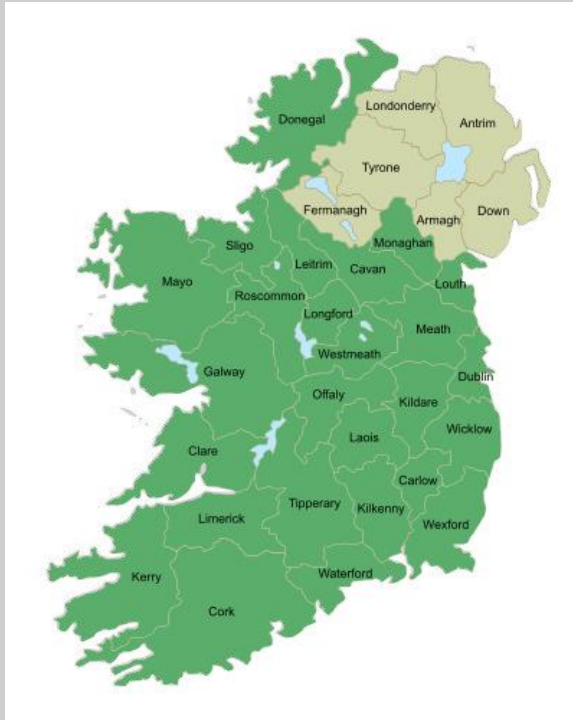 Londonderry
Antrim
Donegal
Tyrone
Fermanagh
Armagh
Down
Monaghan
Sligo
Leitrim
Cavan
Mayo
Louth
Roscommon
Longford
Meath
Westmeath
Galway
Dublin
Offaly
Kildare
Wicklow
Laois
Clare
Carlow
Tipperary
Kilkenny
Limerick
Wexford
Waterford
Kerry
Cork